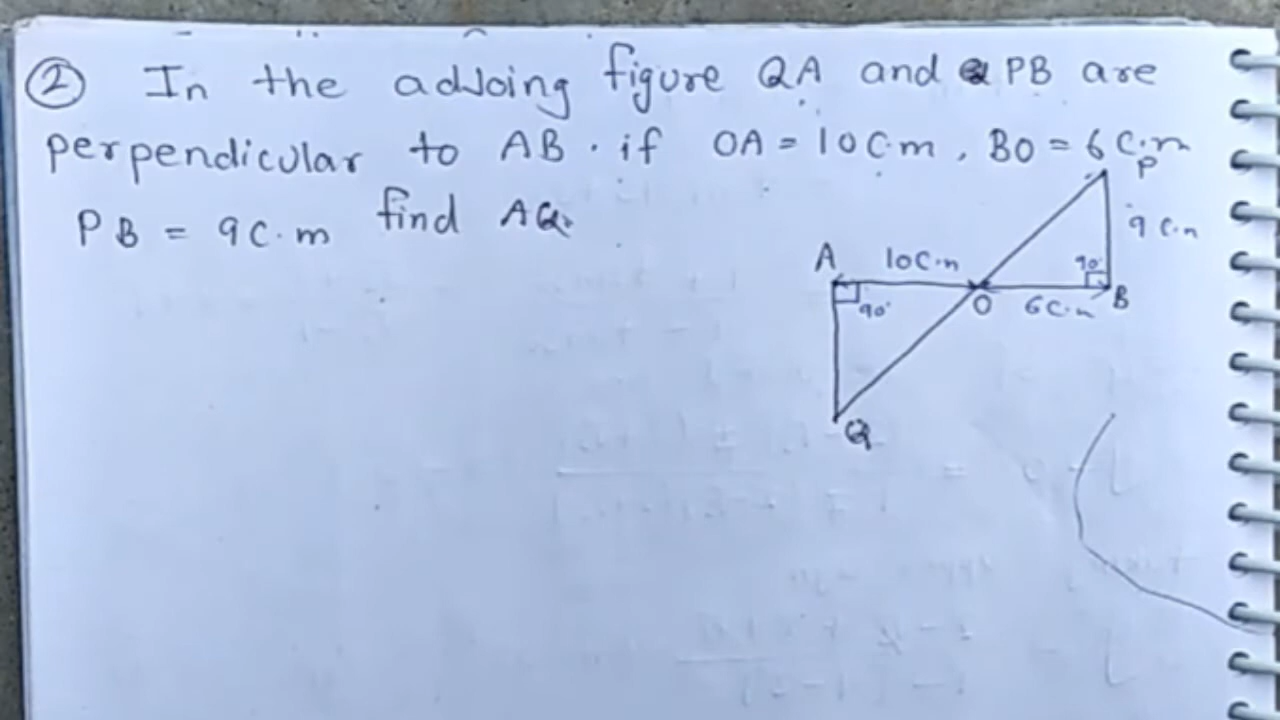 ② In the adJoing figure QA and PB are
perpendicular to AB. if OA = 10 C.m, BO = 6 C.m
PB = 9 C.m find AQ.
P
9 C.m
A
10 C.m
90°
90°
O
6 C.m
B
Q